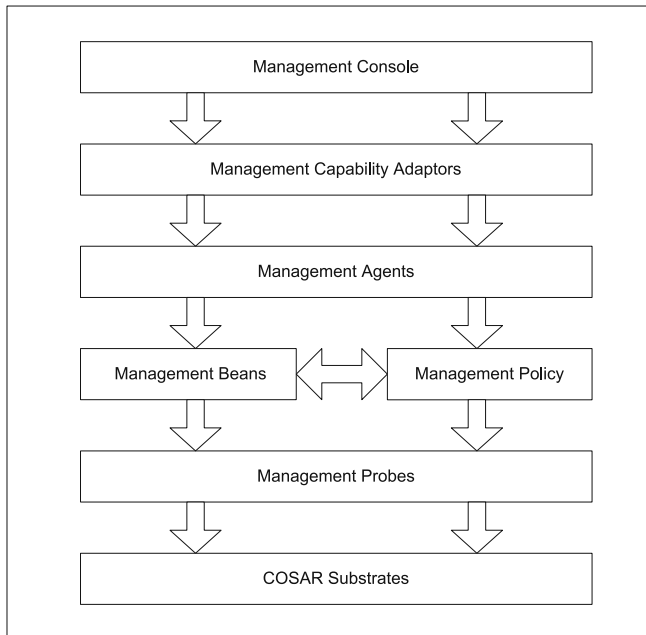 Management Console
Management Capability Adaptors
Management Agents
Management Beans
Management Policy
Management Probes
COSAR Substrates